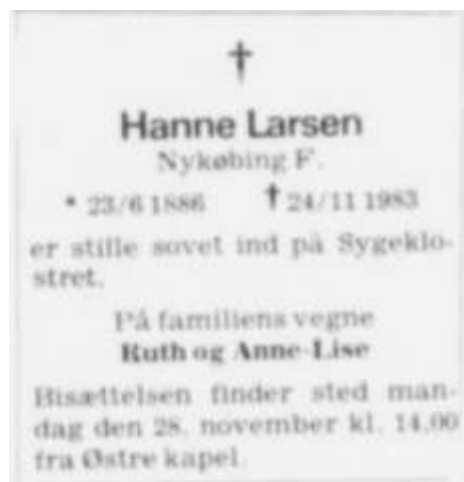 †
Hanne Larsen
Nykøbing F.
* 23/6 1886 † 24/11 1983
er stille sovet ind på Sygeklo-
stret.
På familiens vegne
Ruth og Anne-Lise
Bisættelsen finder sted man-
dag den 28. november kl. 14.00
fra Østre kapel.